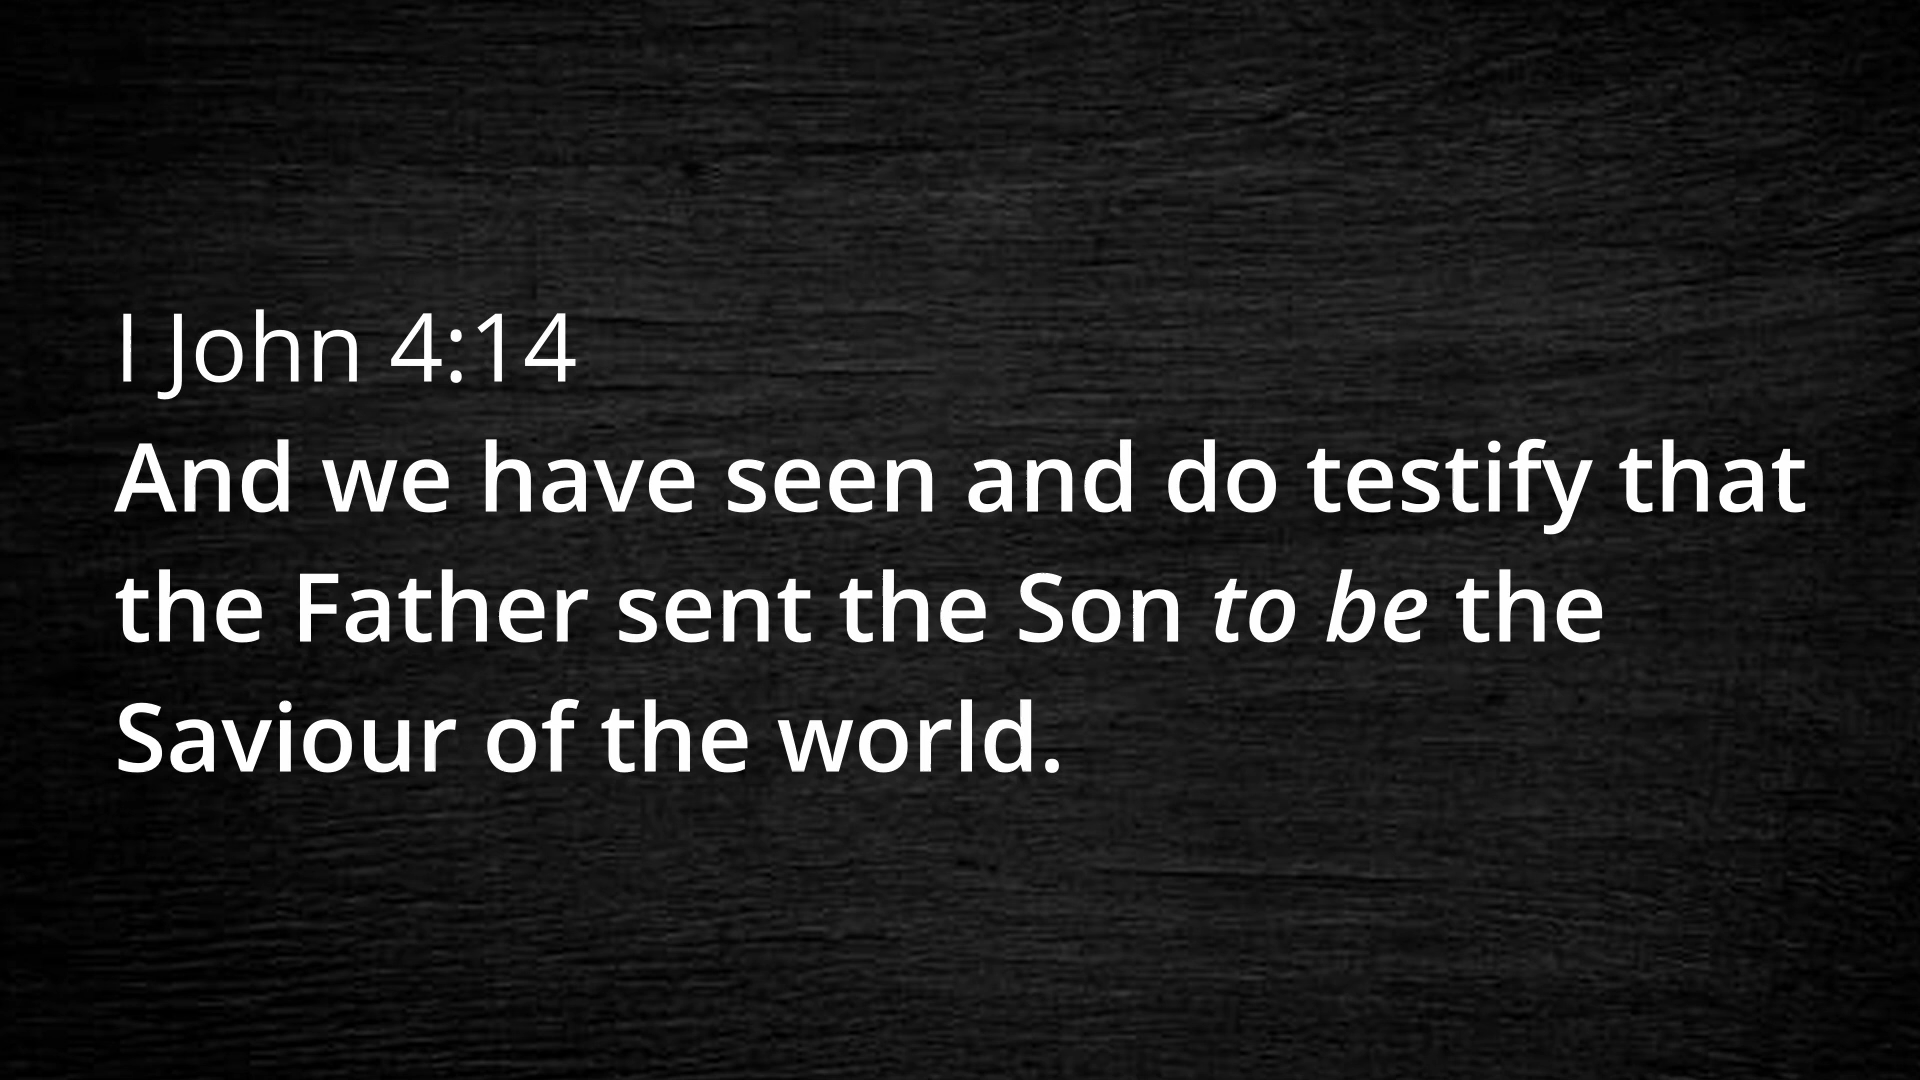 I John 4:14
And we have seen and do testify that
the Father sent the Son to be the
Saviour of the world.